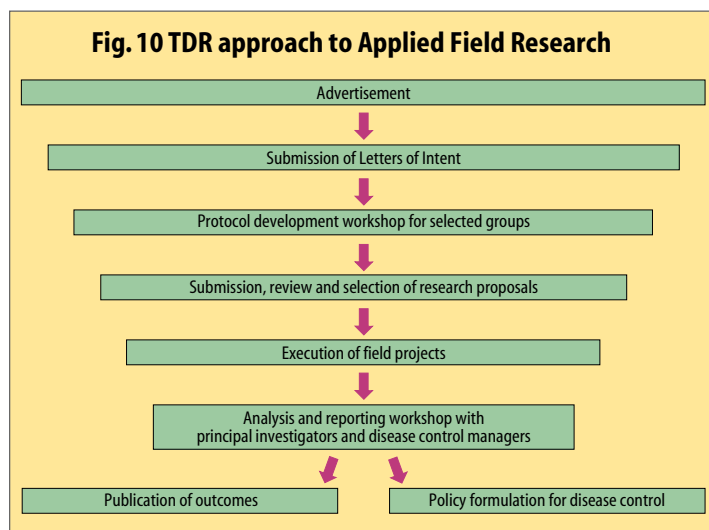 Fig. 10 TDR approach to Applied Field Research
Advertisement
Submission of Letters of Intent
Protocol development workshop for selected groups
Submission, review and selection of research proposals
Execution of field projects
Analysis and reporting workshop with
principal investigators and disease control managers
Publication of outcomes
Policy formulation for disease control